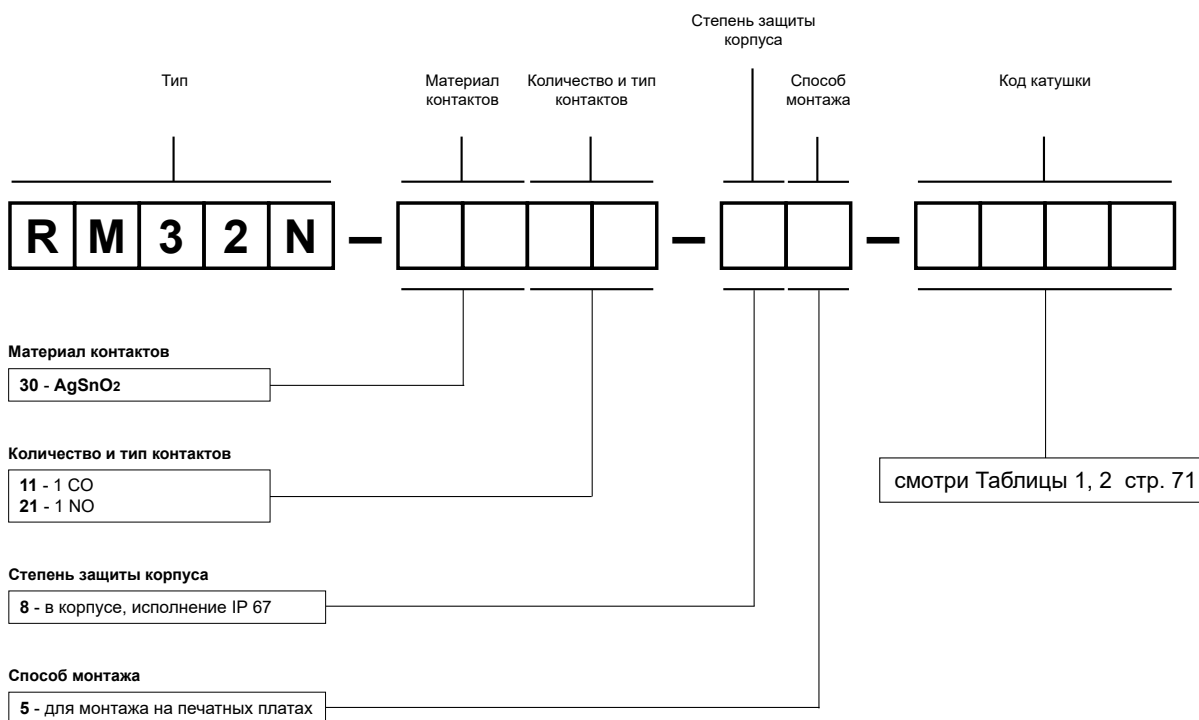 Степень защиты
корпуса
Тип
Материал
контактов
Количество и тип
контактов
Способ
монтажа
Код катушки
RM32N – –  –
Материал контактов
30 - AgSnO2
Количество и тип контактов
11 - 1 CO
21 - 1 NO
смотри Таблицы 1, 2 стр. 71
Степень защиты корпуса
8 - в корпусе, исполнение IP 67
Способ монтажа
5 - для монтажа на печатных платах